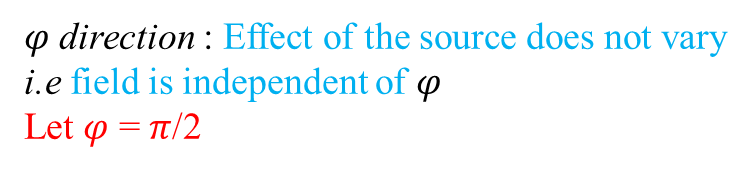 φ direction : Effect of the source does not vary
i.e field is independent of φ
Let φ = π/2